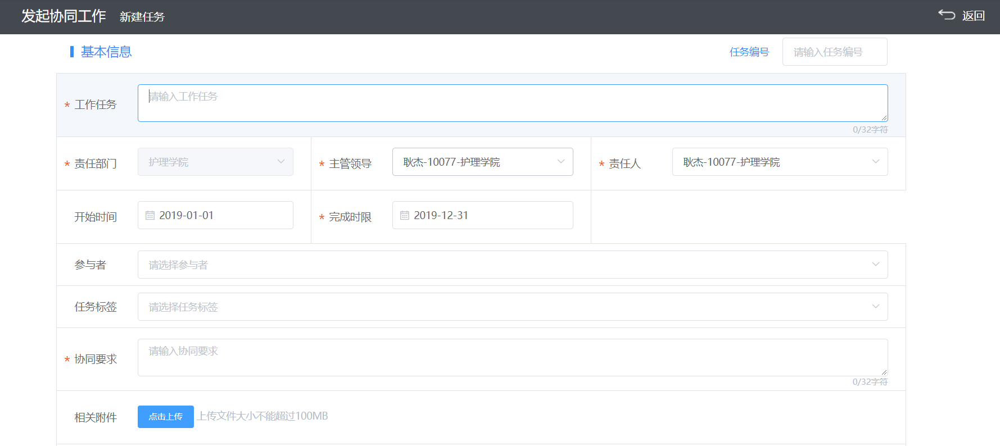 发起协同工作 新建任务 返回
基本信息 任务编号 请输入任务编号
* 工作任务 请输入工作任务
0/32字符
* 责任部门 护理学院 * 主管领导 耿杰-10077-护理学院 * 责任人 耿杰-10077-护理学院
开始时间 2019-01-01 * 完成时限 2019-12-31
参与者 请选择参与者
任务标签 请选择任务标签
* 协同要求 请输入协同要求
0/32字符
相关附件 点击上传 上传文件大小不能超过100MB